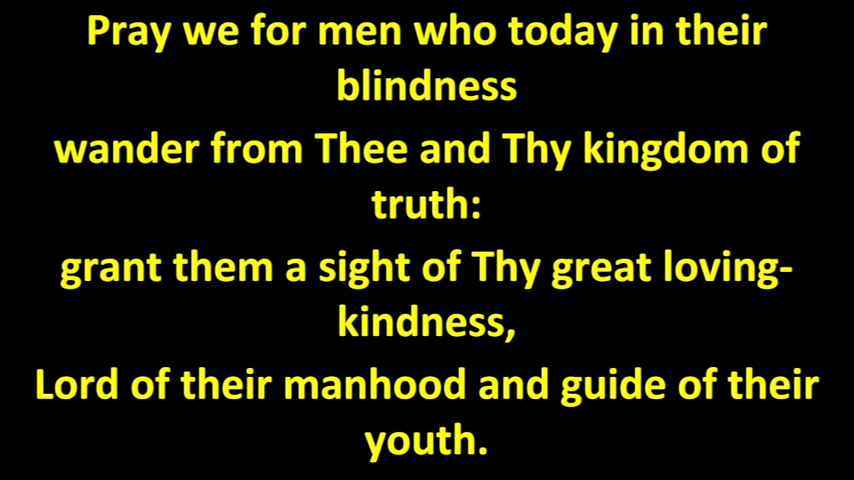 Pray we for men who today in their
blindness
wander from Thee and Thy kingdom of
truth:
grant them a sight of Thy great loving-
kindness,
Lord of their manhood and guide of their
youth.